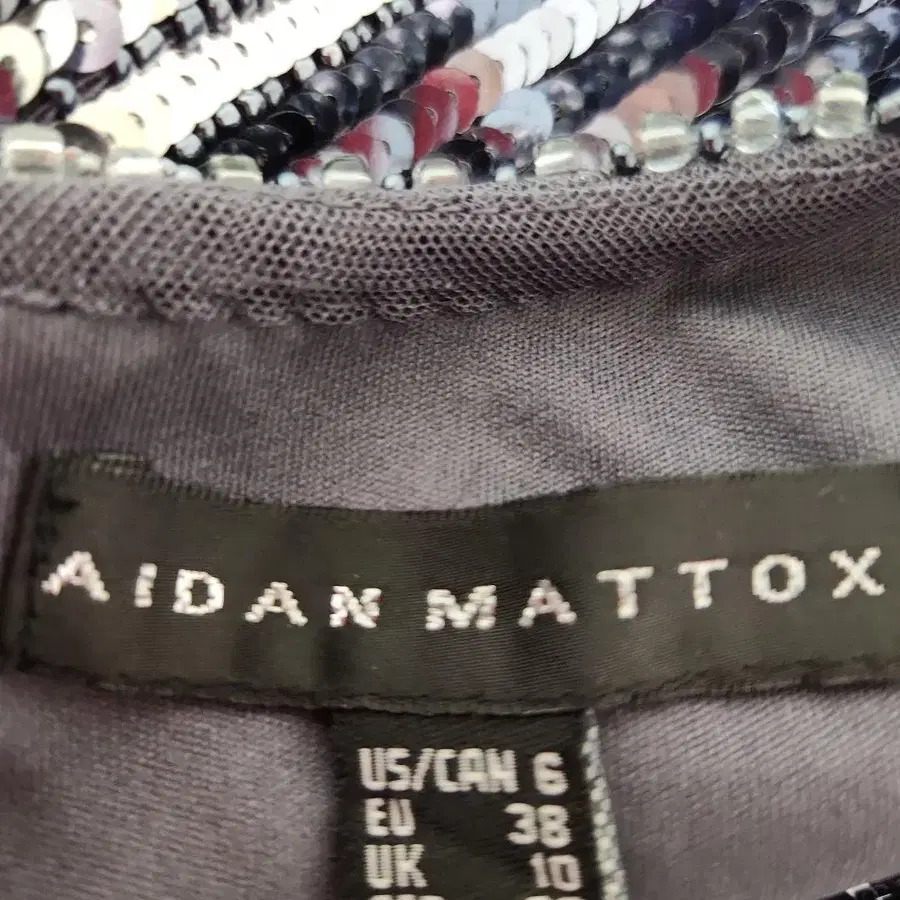 AIDAN MATTOX
US/CAN 6
EU 38
UK 10